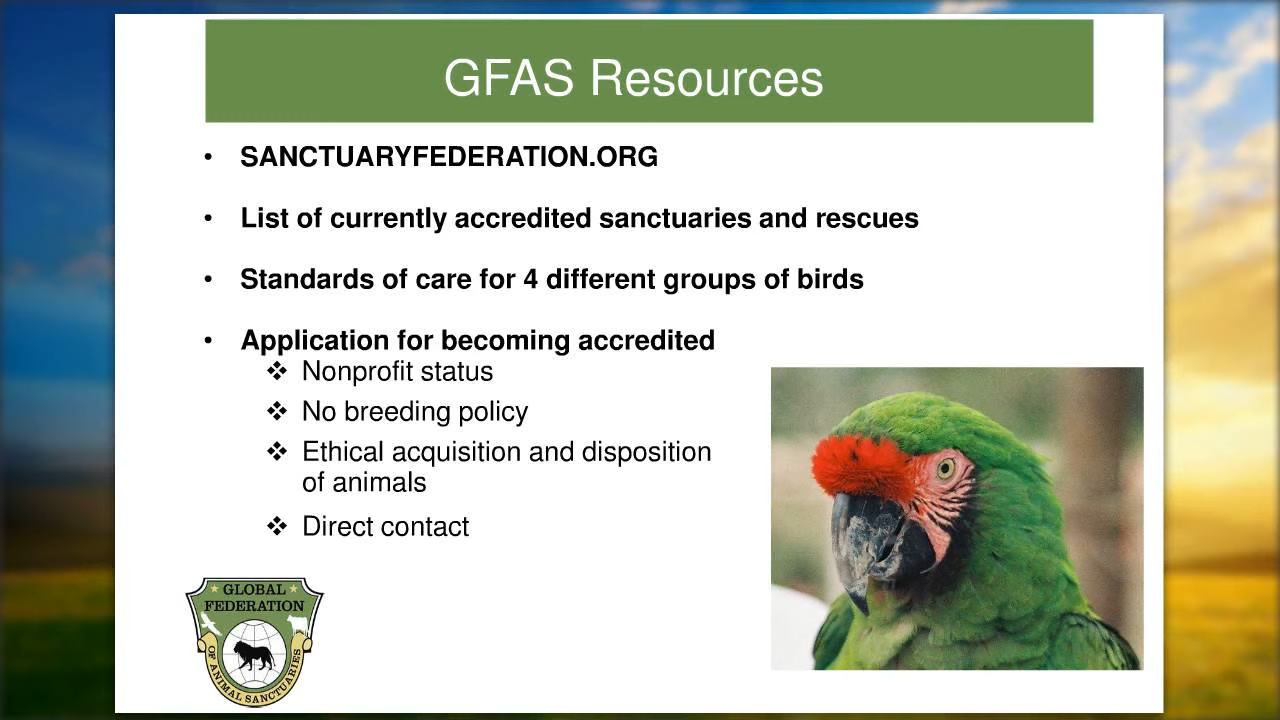 GFAS Resources
• SANCTUARYFEDERATION.ORG
• List of currently accredited sanctuaries and rescues
• Standards of care for 4 different groups of birds
• Application for becoming accredited
❖ Nonprofit status
❖ No breeding policy
❖ Ethical acquisition and disposition
of animals
❖ Direct contact
GLOBAL
FEDERATION
OF ANIMAL SANCTUARIES